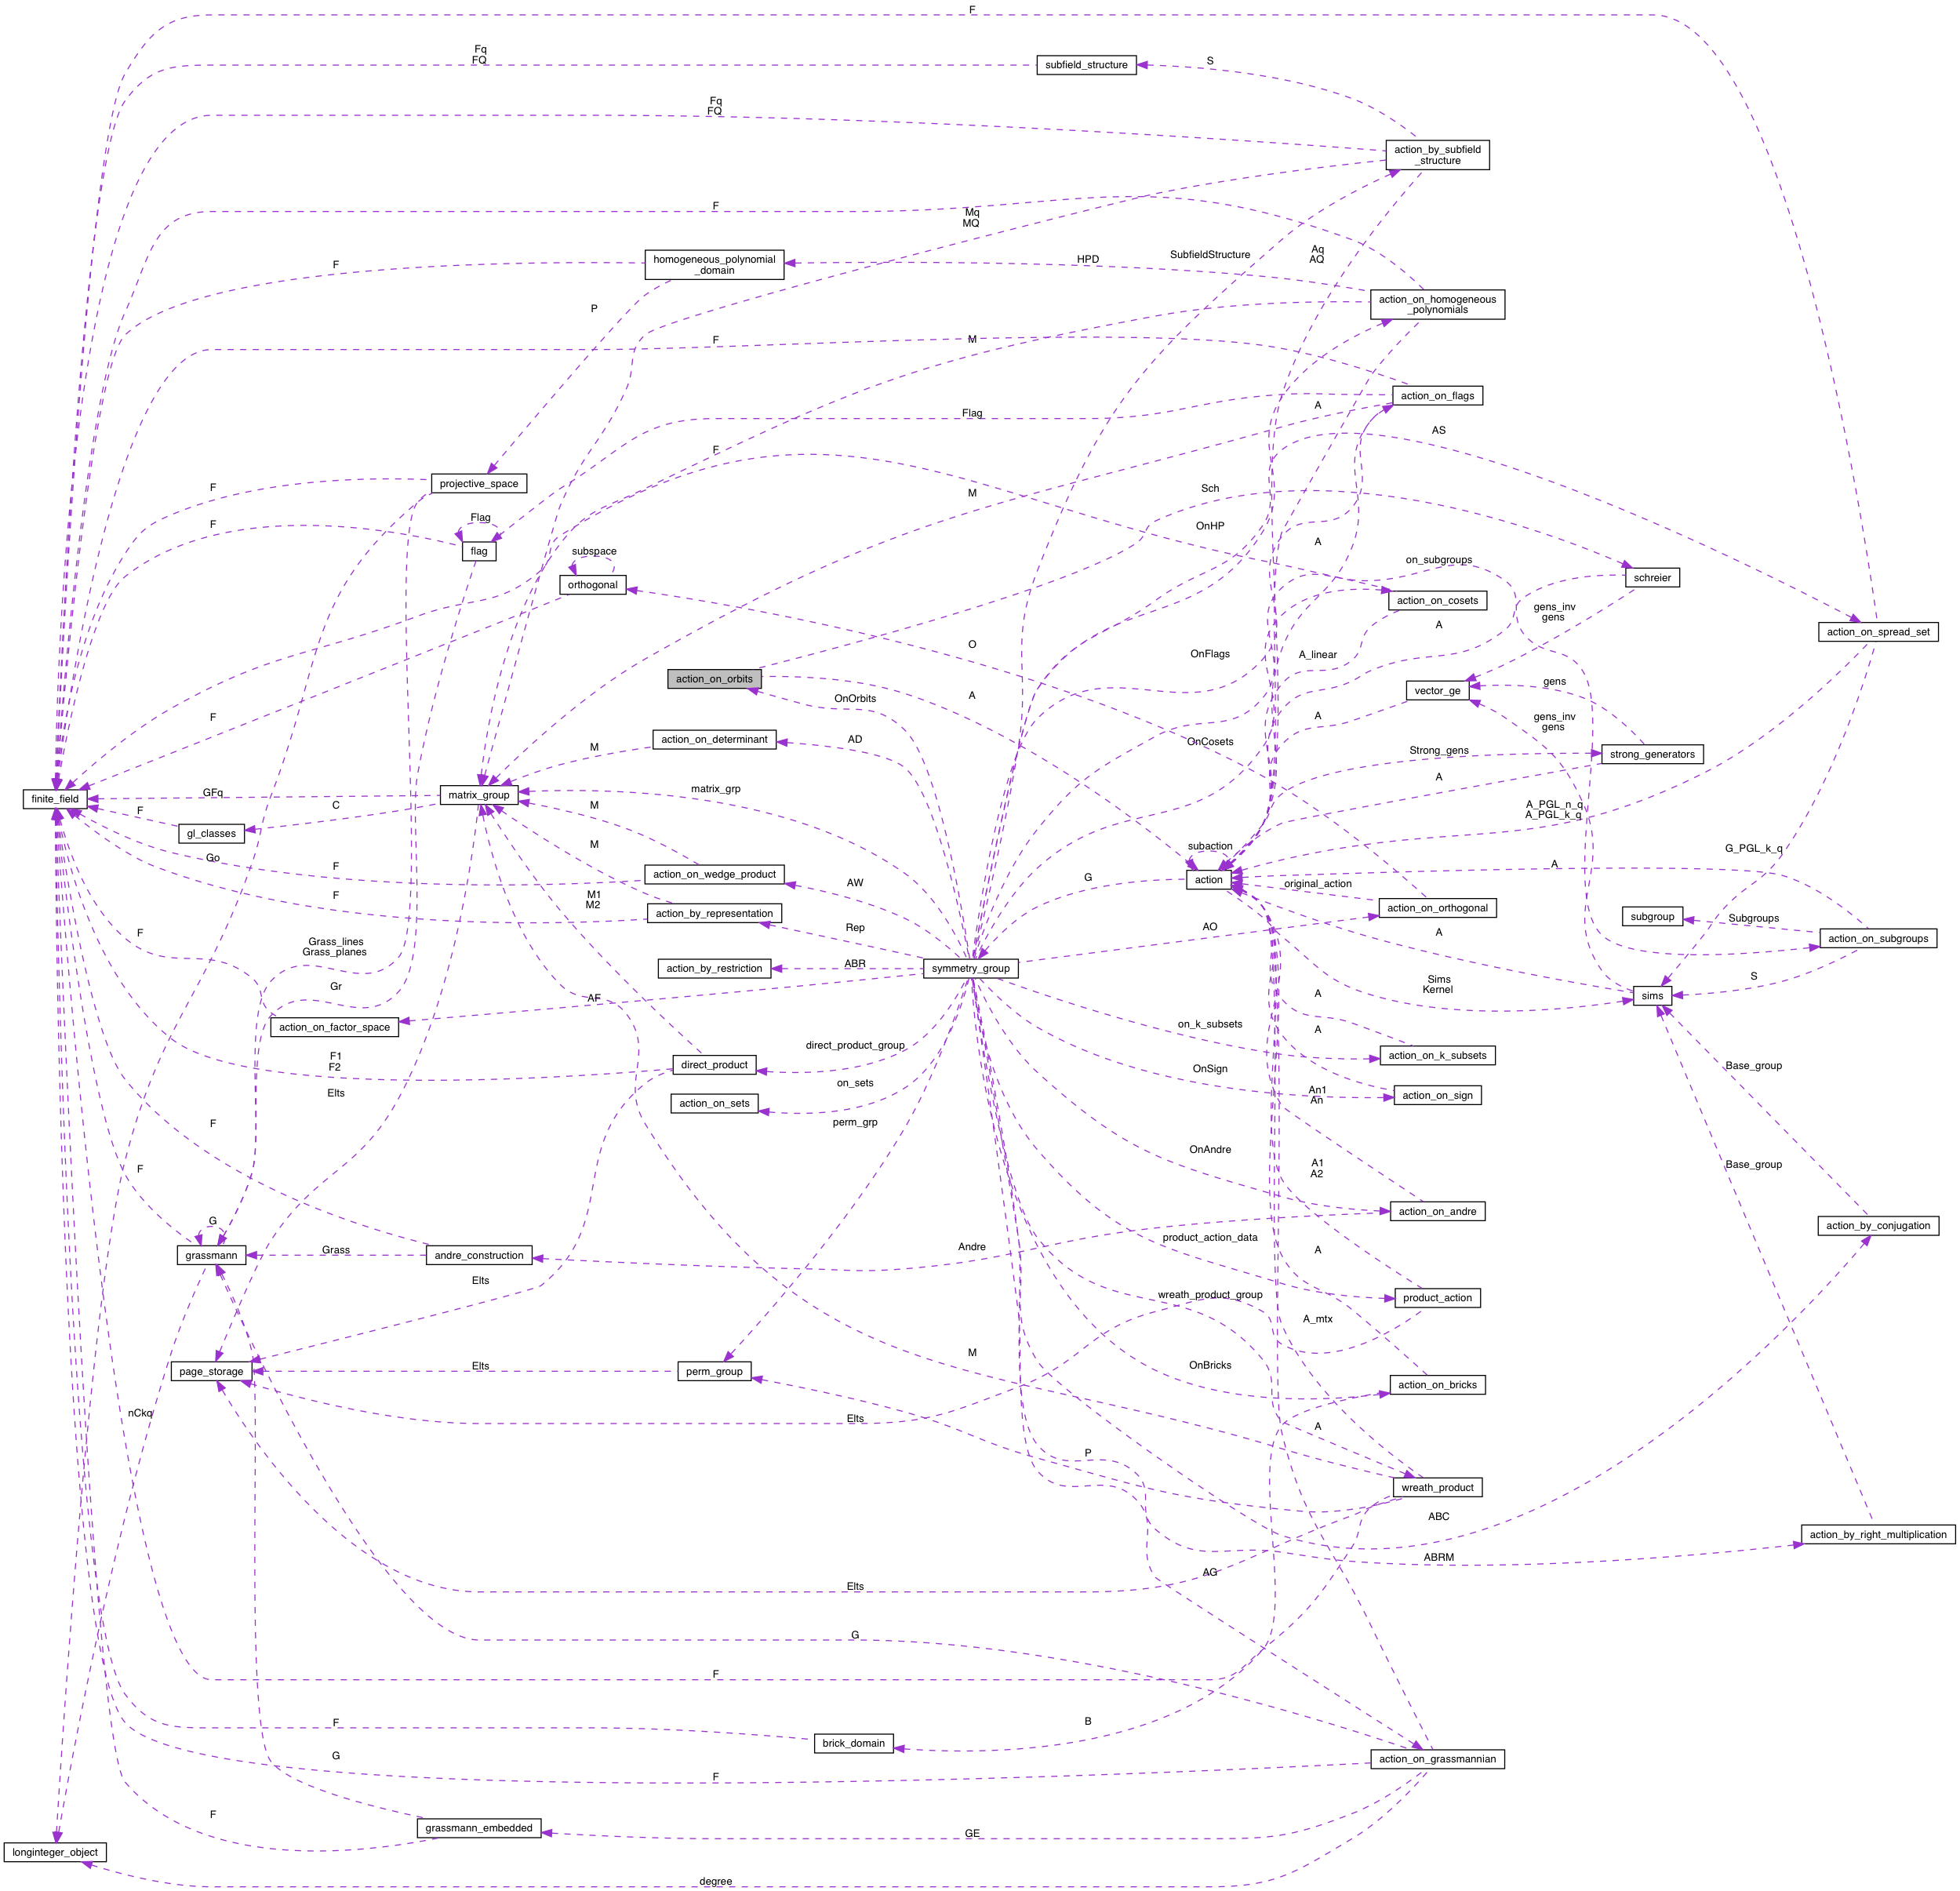 F
Fq
FQ
subfield_structure
S
Fq
FQ
action_by_subfield
_structure
F
Mq
MQ
SubfieldStructure
Aq
AQ
homogeneous_polynomial
_domain
F
HPD
action_on_homogeneous
_polynomials
P
F
M
action_on_flags
A
Flag
AS
F
projective_space
F
M
Sch
Flag
F
flag
OnHP
A
subspace
orthogonal
on_subgroups
schreier
action_on_cosets
gens_inv
gens
A
action_on_spread_set
O
OnFlags
A_linear
action_on_orbits
A
OnOrbits
vector_ge
gens
F
A
gens_inv
gens
action_on_determinant
AD
M
OnCosets
Strong_gens
strong_generators
A
finite_field
GFq
matrix_group
matrix_grp
C
F
M
A_PGL_n_q
A_PGL_k_q
gl_classes
M
subaction
G_PGL_k_q
Go
F
action_on_wedge_product
AW
G
action
original_action
A
F
M1
M2
action_by_representation
Rep
AO
action_on_orthogonal
subgroup
Subgroups
action_on_subgroups
F
Grass_lines
Grass_planes
action_by_restriction
ABR
symmetry_group
A
S
Gr
AF
Sims
Kernel
sims
action_on_factor_space
A
on_k_subsets
A
direct_product_group
action_on_k_subsets
F1
F2
direct_product
OnSign
Base_group
Elts
on_sets
An1
An
action_on_sign
action_on_sets
perm_grp
F
OnAndre
F
A1
A2
Base_group
action_on_andre
G
action_by_conjugation
grassmann
Grass
andre_construction
Andre
product_action_data
A
Elts
wreath_product_group
product_action
A_mtx
page_storage
Elts
perm_group
M
OnBricks
action_on_bricks
nCkq
Elts
A
P
wreath_product
ABC
action_by_right_multiplication
ABRM
Elts
AG
G
F
F
B
brick_domain
G
F
action_on_grassmannian
F
grassmann_embedded
GE
longinteger_object
degree